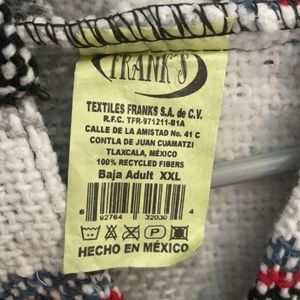 FRANK'S
TEXTILES FRANKS S.A. de C.V.
R.F.C. TFR-971211-B1A
CALLE DE LA AMISTAD No. 41 C
CONTLA DE JUAN CUAMATZI
TLAXCALA, MÉXICO
100% RECYCLED FIBERS
Baja Adult XXL
6 92764 32030 4
HECHO EN MÉXICO